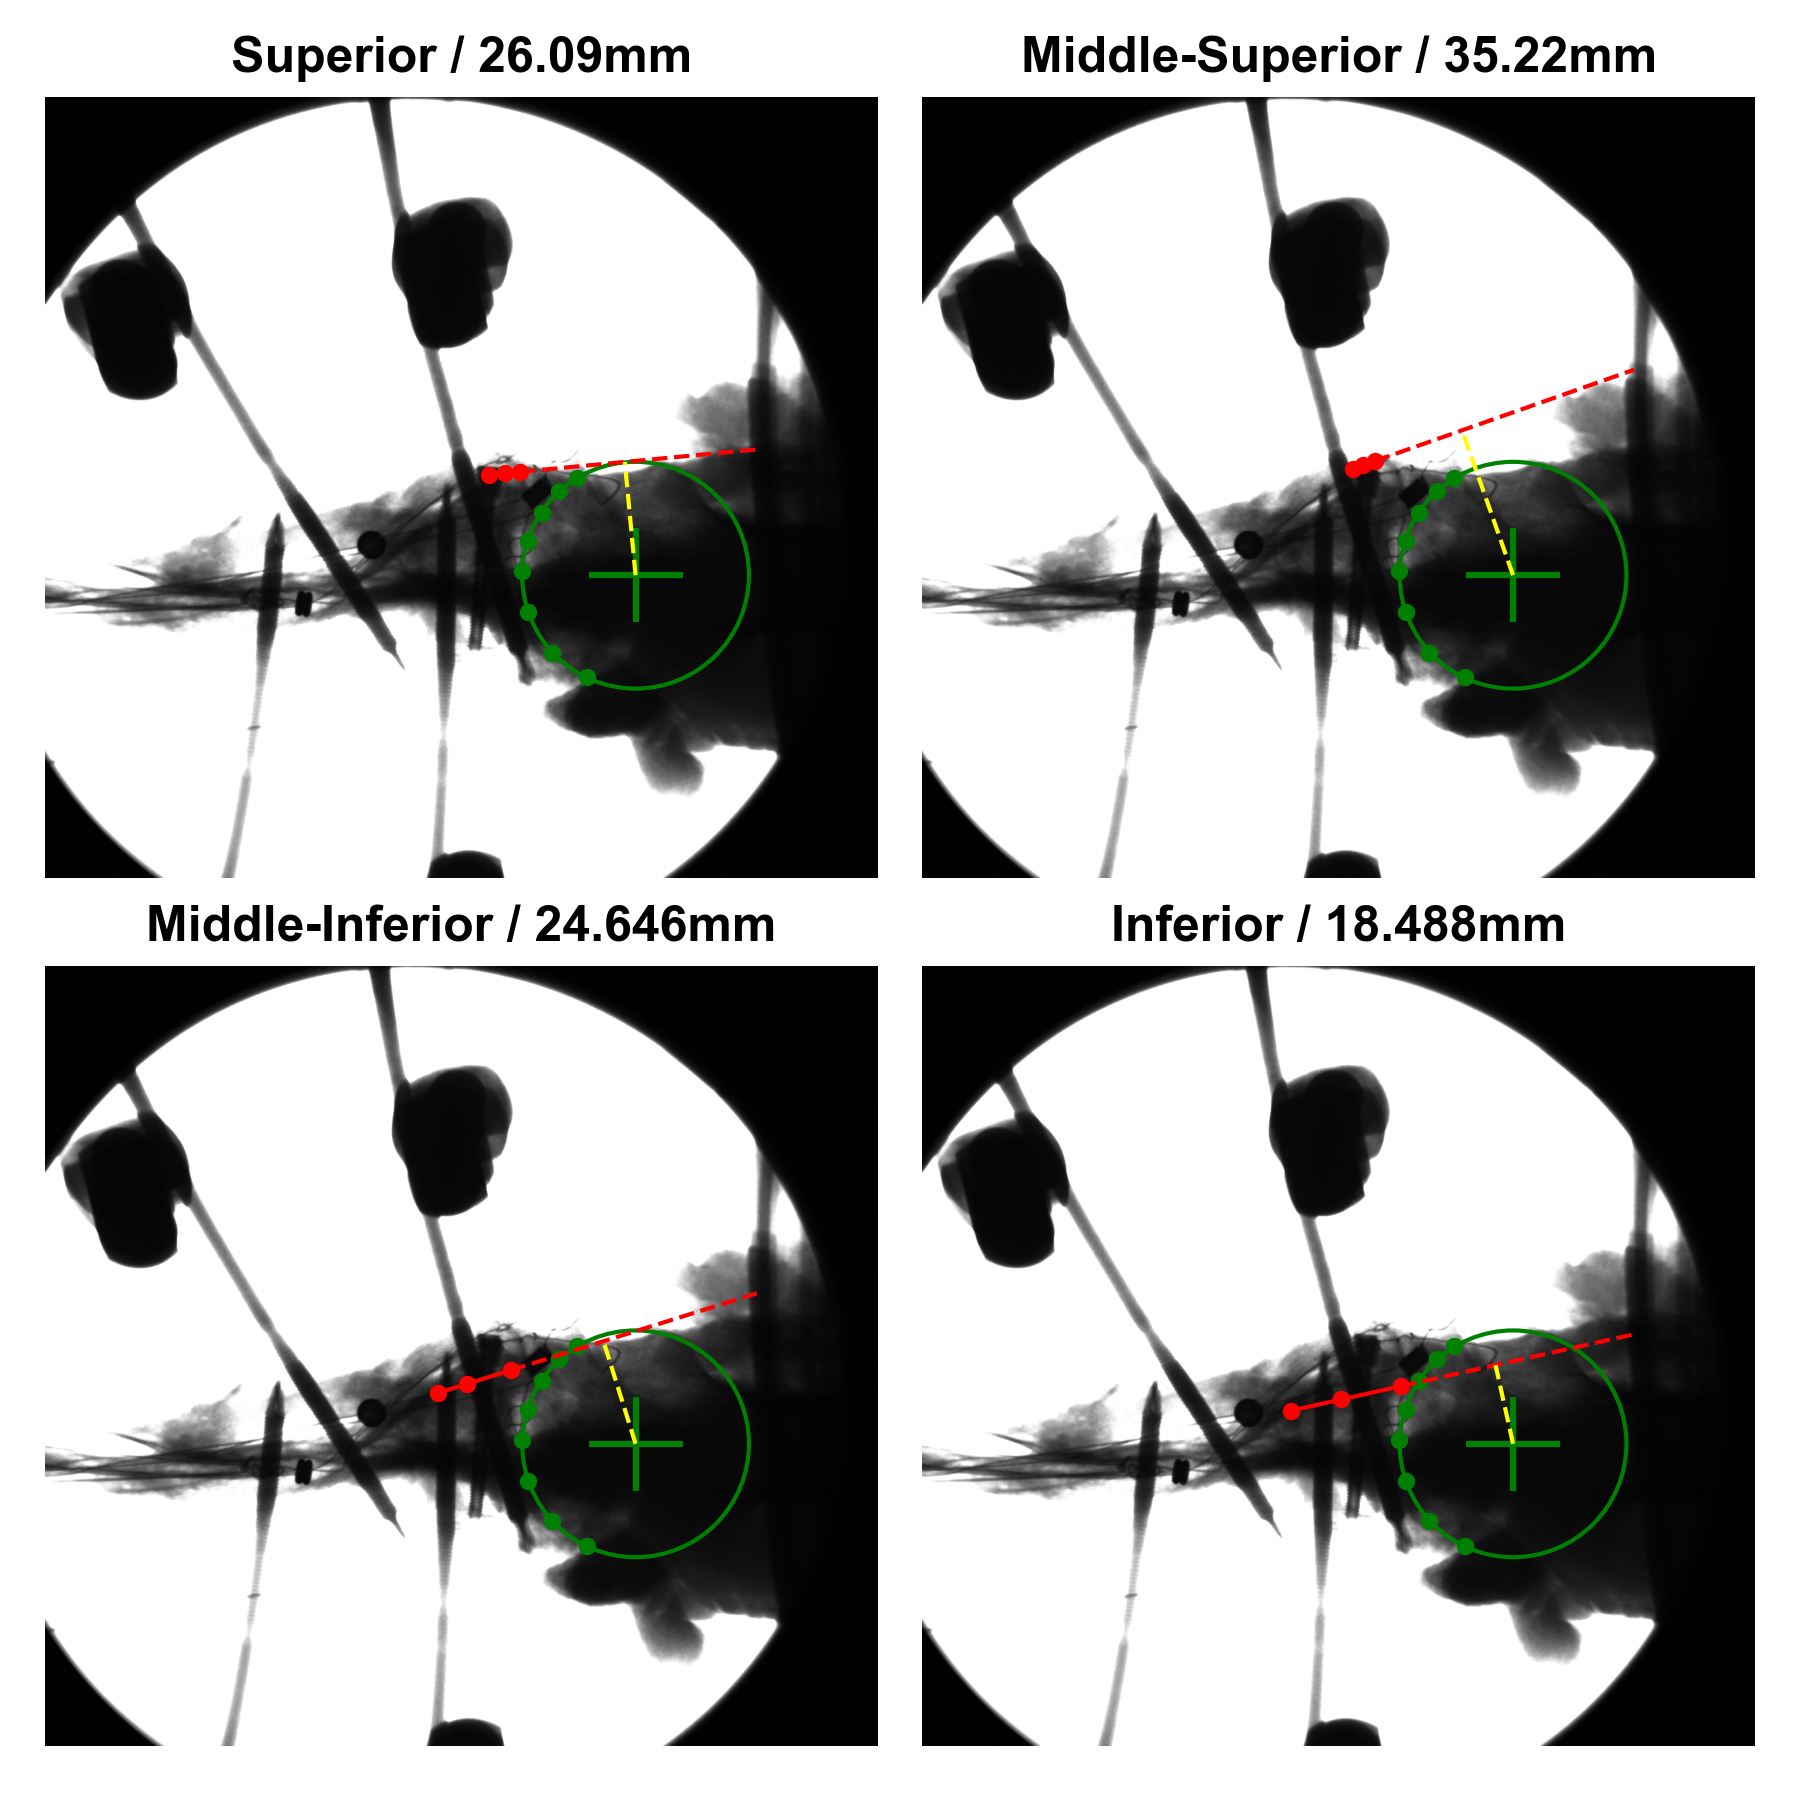 Superior / 26.09mm
Middle-Superior / 35.22mm
Middle-Inferior / 24.646mm
Inferior / 18.488mm